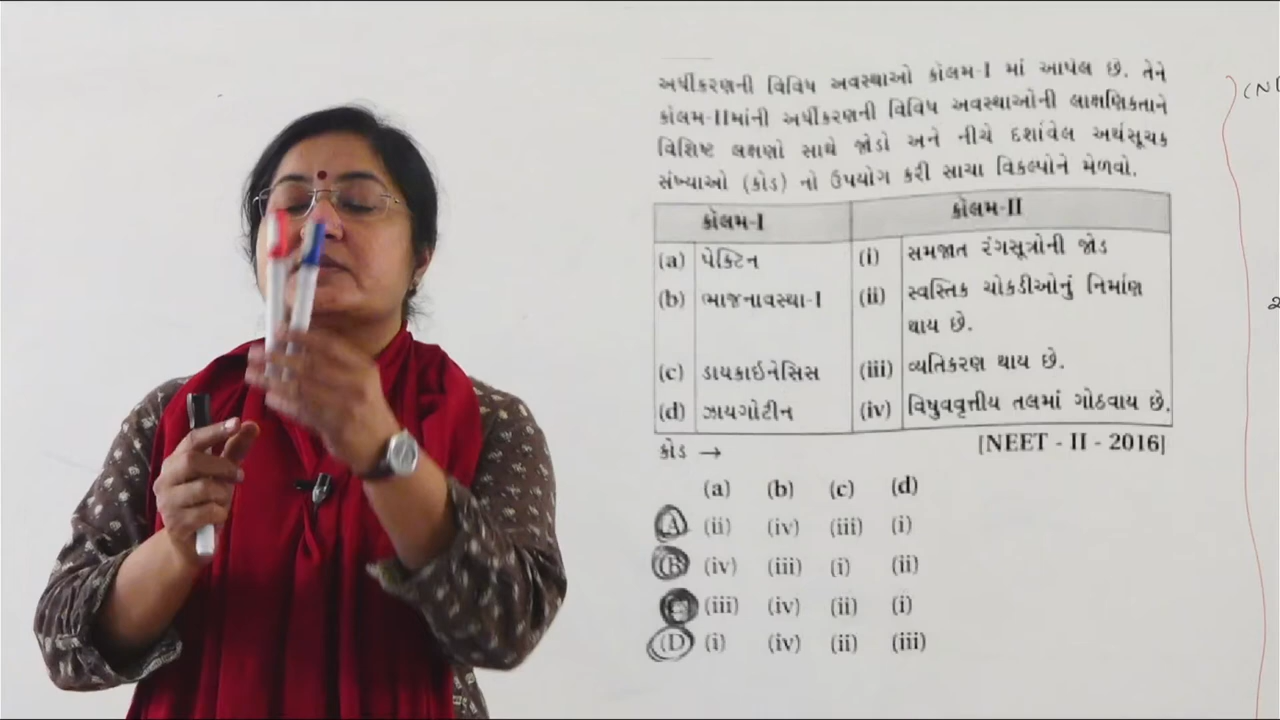 અર્ધીકરણની વિવિધ અવસ્થાઓ કૉલમ-I માં આપેલ છે. તેને
કૉલમ-IIમાંની અર્ધીકરણની વિવિધ અવસ્થાઓની લાક્ષણિકતાને
વિશિષ્ટ લક્ષણો સાથે જોડો અને નીચે દર્શાવેલ અર્થસૂચક
સંખ્યાઓ (કોડ) નો ઉપયોગ કરી સાચા વિકલ્પોને મેળવો.
કૉલમ-I કૉલમ-II
(a) પેક્ટિન (i) સમજાત રંગસૂત્રોની જોડ
(b) ભાજનાવસ્થા-I (ii) સ્વસ્તિક ચોકડીઓનું નિર્માણ
થાય છે.
(c) ડાયકાઈનેસિસ (iii) વ્યતિકરણ થાય છે.
(d) ઝાયગોટીન (iv) વિષુવવૃત્તીય તલમાં ગોઠવાય છે.
કોડ → [NEET - II - 2016]
(a) (b) (c) (d)
(A) (ii) (iv) (iii) (i)
(B) (iv) (iii) (i) (ii)
(C) (iii) (iv) (ii) (i)
(D) (i) (iv) (ii) (iii)